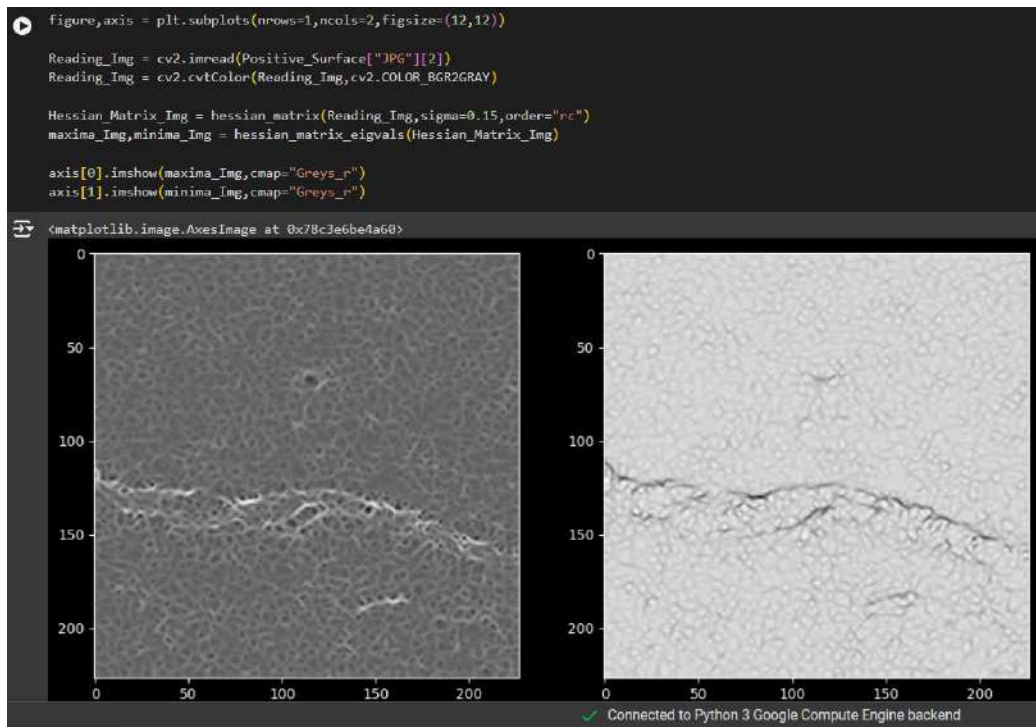 figure,axis = plt.subplots(nrows=1,ncols=2,figsize=(12,12))
Reading_Img = cv2.imread(Positive_Surface["JPG"][2])
Reading_Img = cv2.cvtColor(Reading_Img,cv2.COLOR_BGR2GRAY)
Hessian_Matrix_Img = hessian_matrix(Reading_Img,sigma=0.15,order="rc")
maxima_Img,minima_Img = hessian_matrix_eigvals(Hessian_Matrix_Img)
axis[0].imshow(maxima_Img,cmap="Greys_r")
axis[1].imshow(minima_Img,cmap="Greys_r")
<matplotlib.image.AxesImage at 0x78c3e6be4a60>
0
50
100
150
200
0 50 100 150 200
0
50
100
150
200
0 50 100 150 200
Connected to Python 3 Google Compute Engine backend